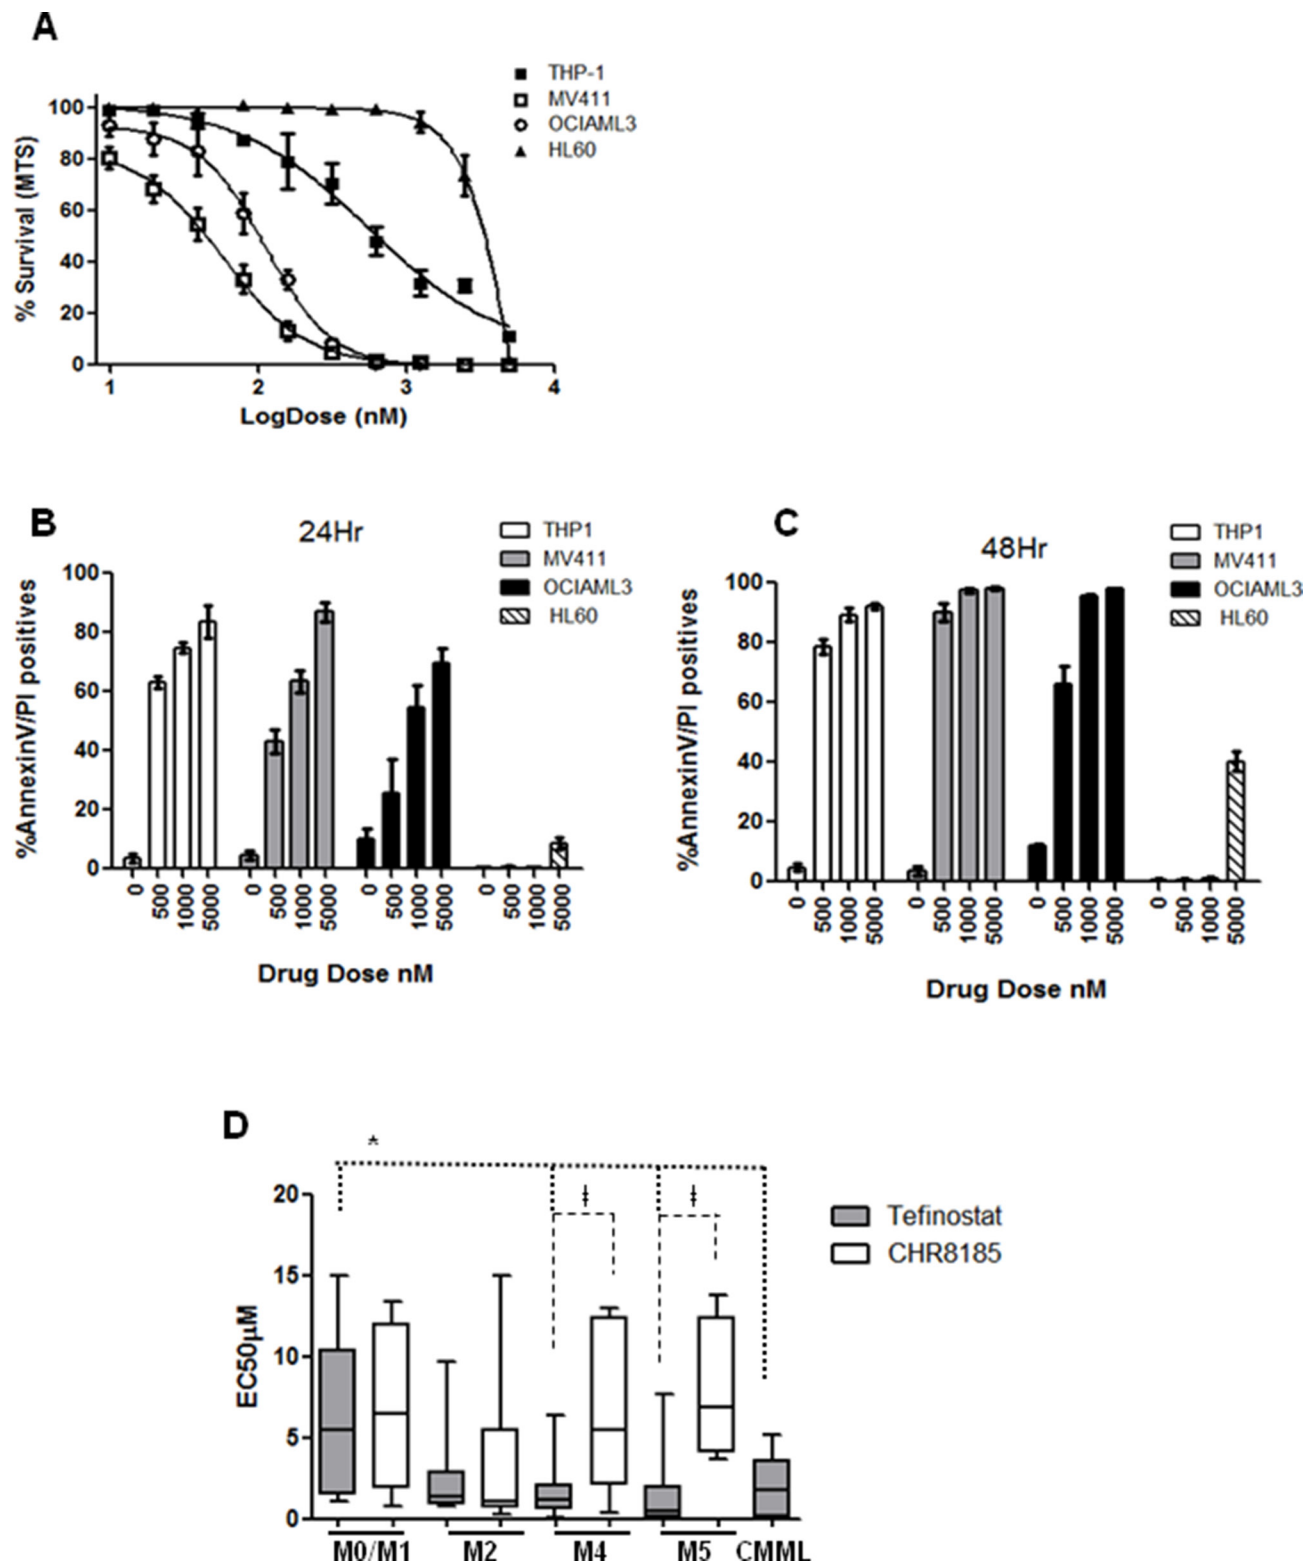 A
THP-1
MV411
OCIAML3
HL60
% Survival (MTS)
100
80
60
40
20
0
1 2 3 4
LogDose (nM)
B
24Hr
THP1
MV411
OCIAML3
HL60
%AnnexinV/PI positives
100
80
60
40
20
0
0 500 1000 5000 0 500 1000 5000 0 500 1000 5000 0 500 1000 5000
Drug Dose nM
C
48Hr
THP1
MV411
OCIAML3
HL60
%AnnexinV/PI positives
100
80
60
40
20
0
0 500 1000 5000 0 500 1000 5000 0 500 1000 5000 0 500 1000 5000
Drug Dose nM
D
*
ǂ ǂ
Tefinostat
CHR8185
EC50µM
20
15
10
5
0
M0/M1 M2 M4 M5 CMML